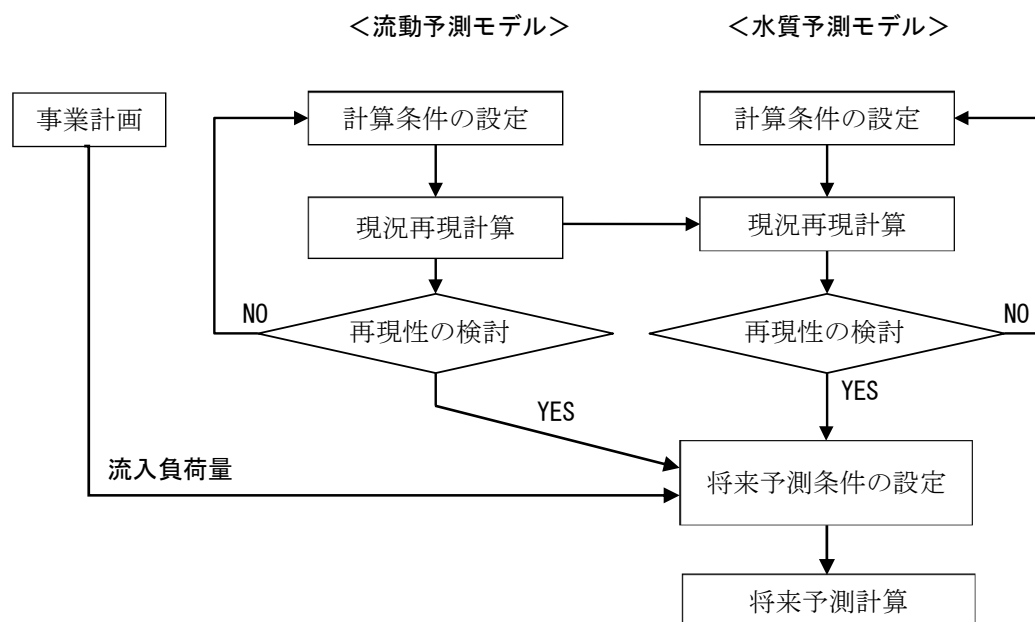 ＜流動予測モデル＞
＜水質予測モデル＞
事業計画
計算条件の設定
計算条件の設定
現況再現計算
現況再現計算
NO
再現性の検討
再現性の検討
NO
YES
YES
流入負荷量
将来予測条件の設定
将来予測計算